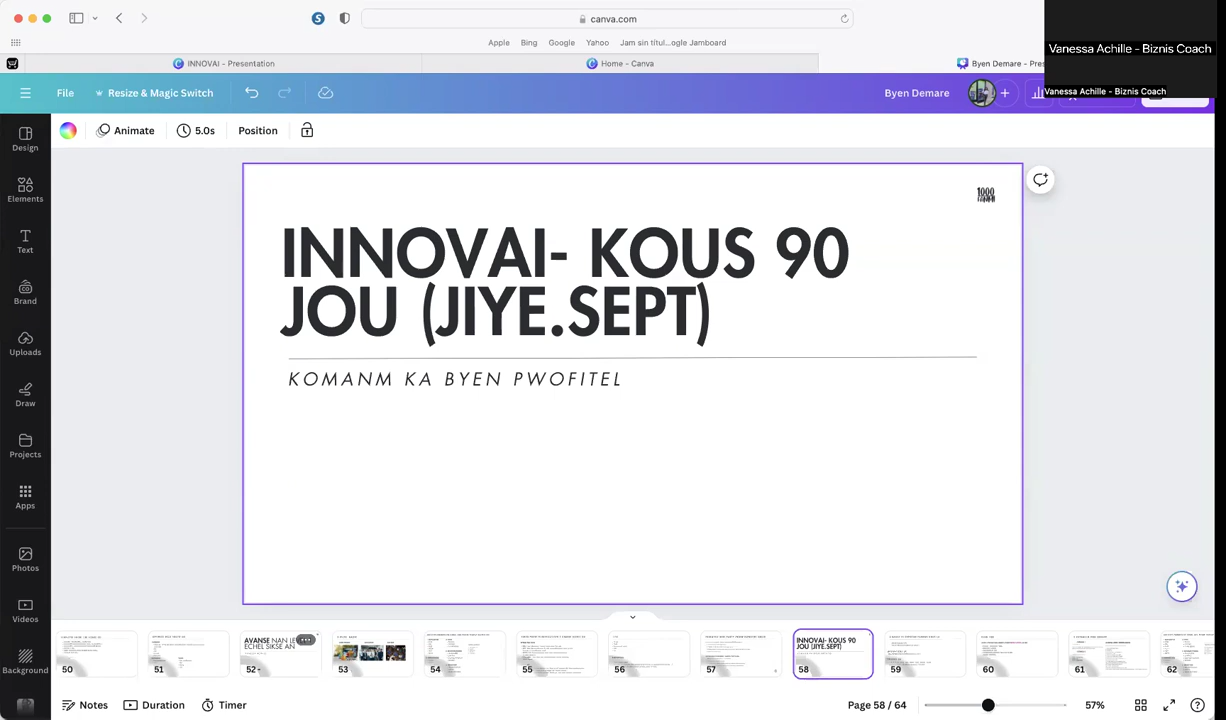 canva.com
Apple Bing Google Yahoo Jam sin títul...ogle Jamboard
INNOVAI - Presentation
Home - Canva
Byen Demare - Pres
Vanessa Achille - Biznis Coach
Vanessa Achille - Biznis Coach
File
Resize & Magic Switch
Byen Demare
Animate
5.0s
Position
Design
Elements
Text
Brand
Uploads
Draw
Projects
Apps
Photos
Videos
Background
1000
INNOVAI- KOUS 90
JOU (JIYE.SEPT)
KOMANM KA BYEN PWOFITEL
50
51
AYANSE NAN LE
ECHEL SIKSE AN
52 -
53
54
55
56
57
INNOVAI- KOUS 90
JOU (JIYE.SEPT)
58
59
60
61
62
Notes
Duration
Timer
Page 58 / 64
57%